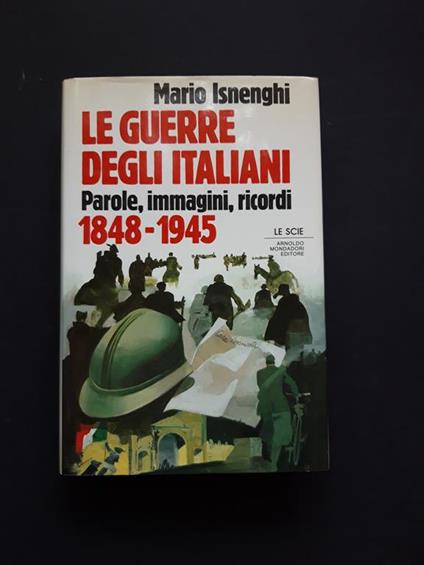 Mario Isnenghi
LE GUERRE
DEGLI ITALIANI
Parole, immagini, ricordi
1848-1945
LE SCIE
ARNOLDO
MONDADORI
EDITORE